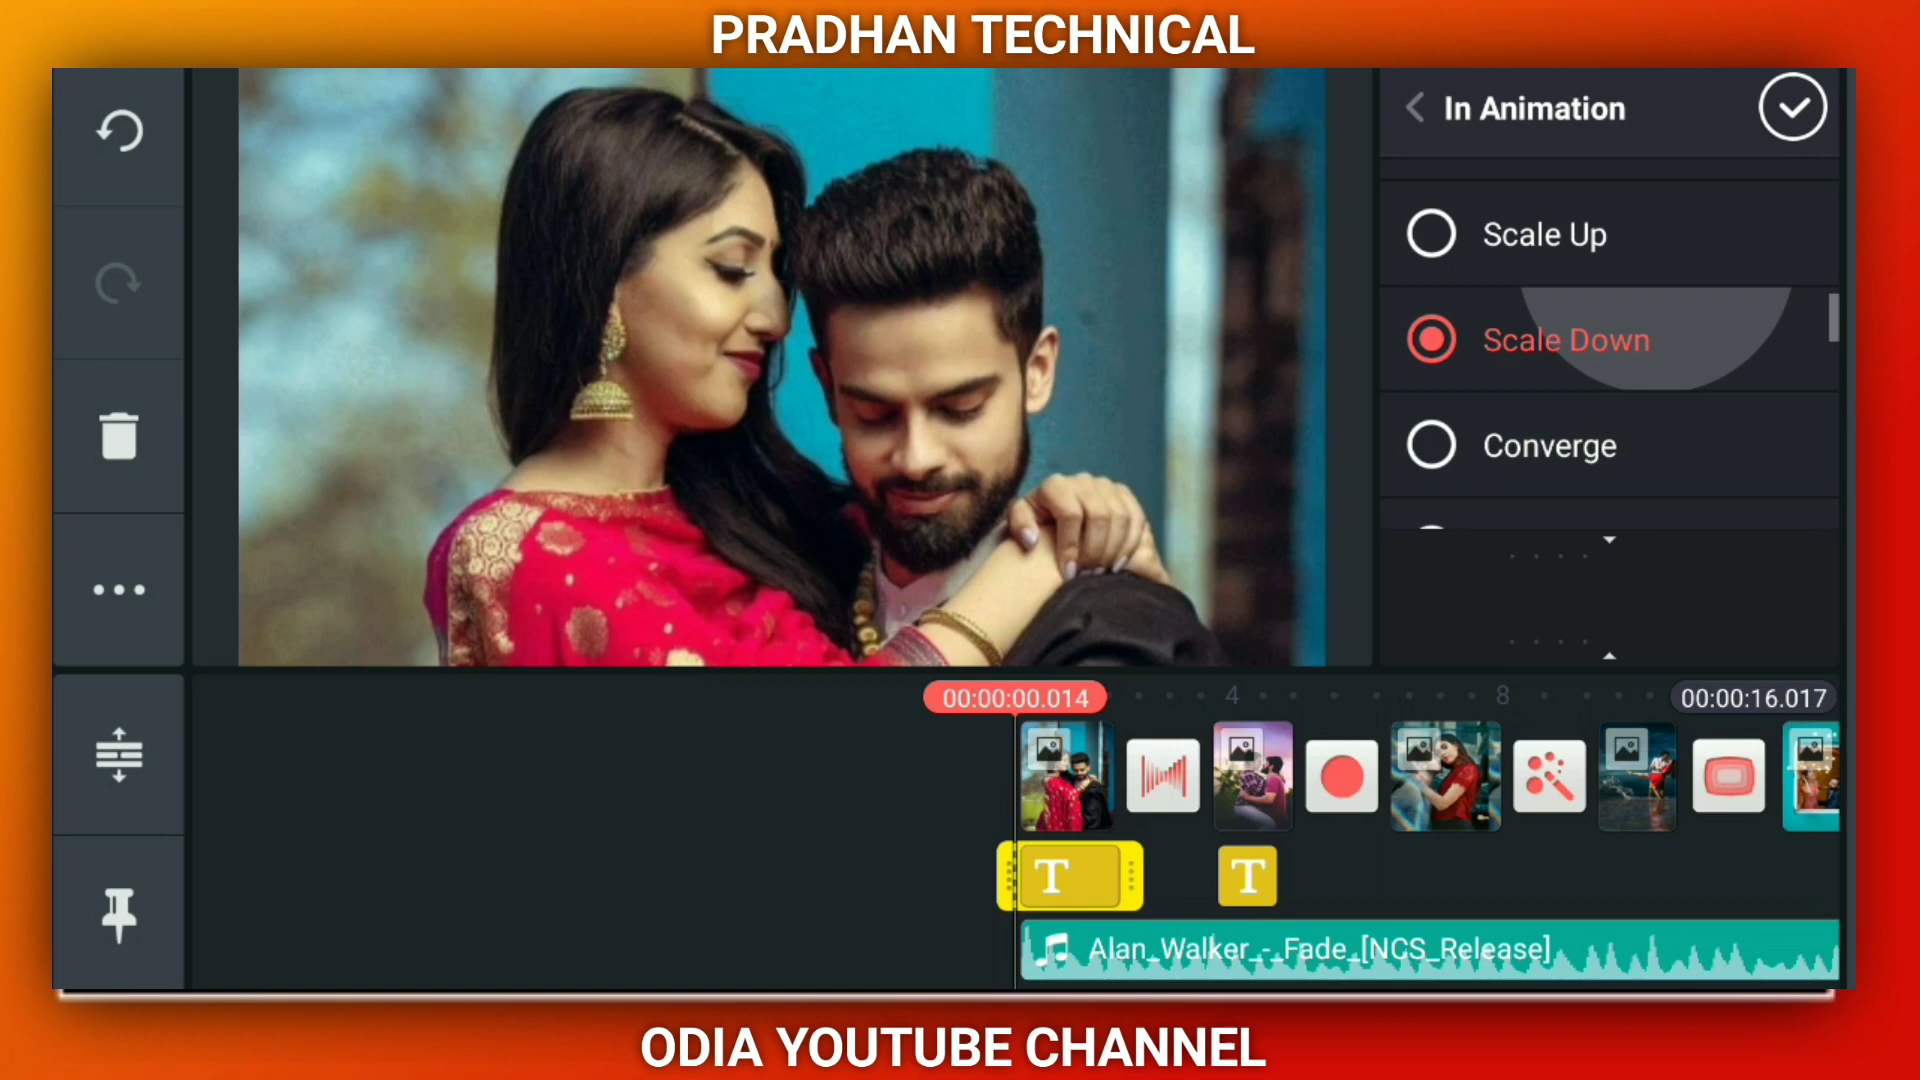 PRADHAN TECHNICAL
In Animation
Scale Up
Scale Down
Converge
00:00:00.014
4
8
00:00:16.017
T
T
Alan_Walker_-_Fade_[NCS_Release]
ODIA YOUTUBE CHANNEL